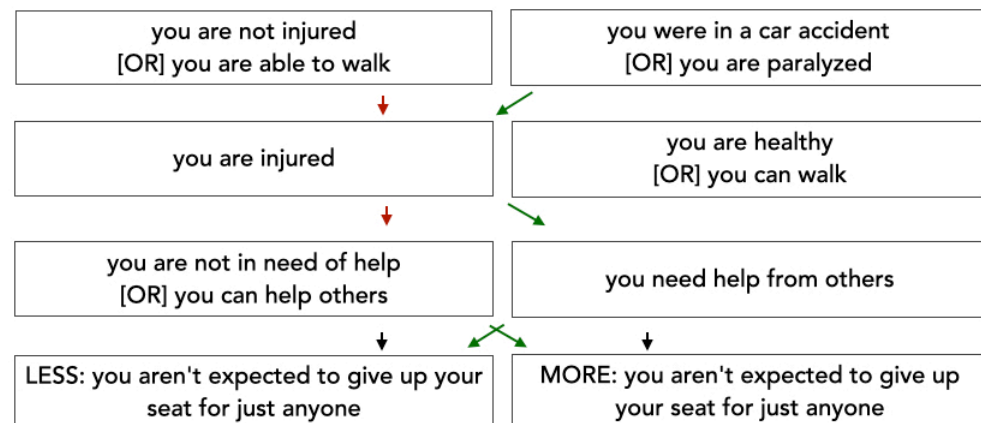 you are not injured
[OR] you are able to walk
you were in a car accident
[OR] you are paralyzed
you are injured
you are healthy
[OR] you can walk
you are not in need of help
[OR] you can help others
you need help from others
LESS: you aren't expected to give up your
seat for just anyone
MORE: you aren't expected to give up
your seat for just anyone